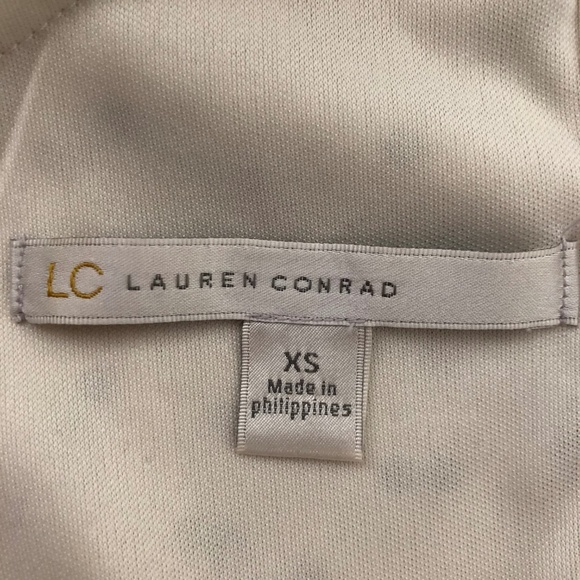 LC LAUREN CONRAD
XS
Made in
philippines